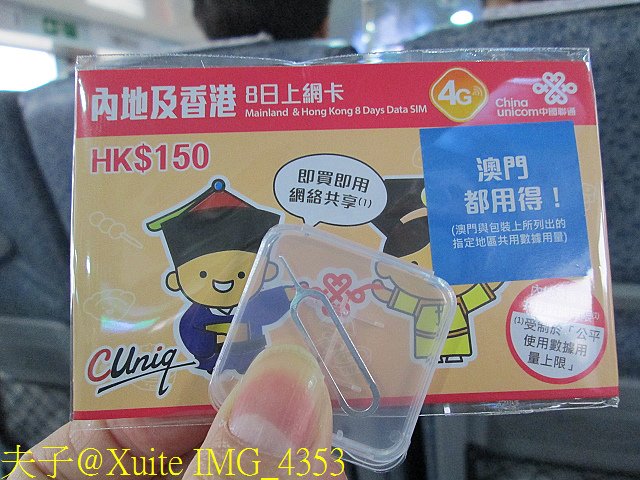 內地及香港 8日上網卡
Mainland & Hong Kong 8 Days Data SIM
4G
China
unicom中國聯通
HK$150
即買即用
網絡共享(1)
澳門
都用得！
(澳門與包裝上所列出的
指定地區共用數據用量)
(1)受制於「公平
使用數據用
量上限」
CUniq
夫子@Xuite IMG_4353